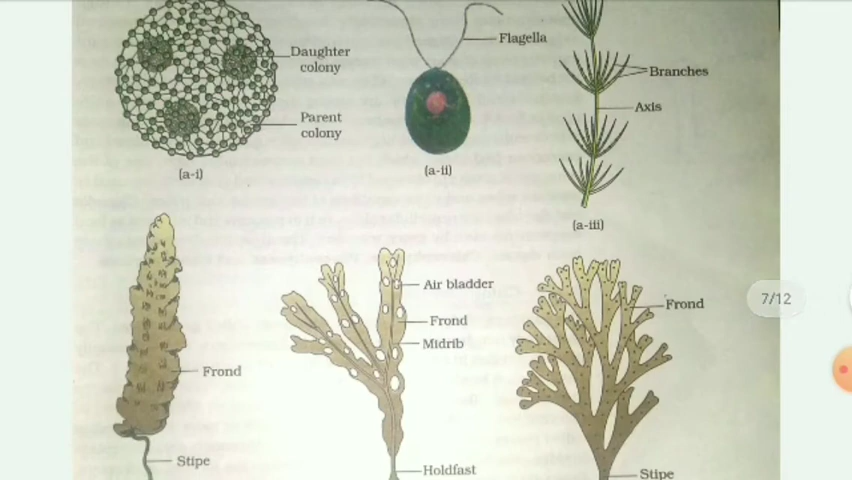 Daughter
colony
Parent
colony
(a-i)
Flagella
(a-ii)
Branches
Axis
(a-iii)
Frond
Stipe
Air bladder
Frond
Midrib
Holdfast
Frond
Stipe
7/12